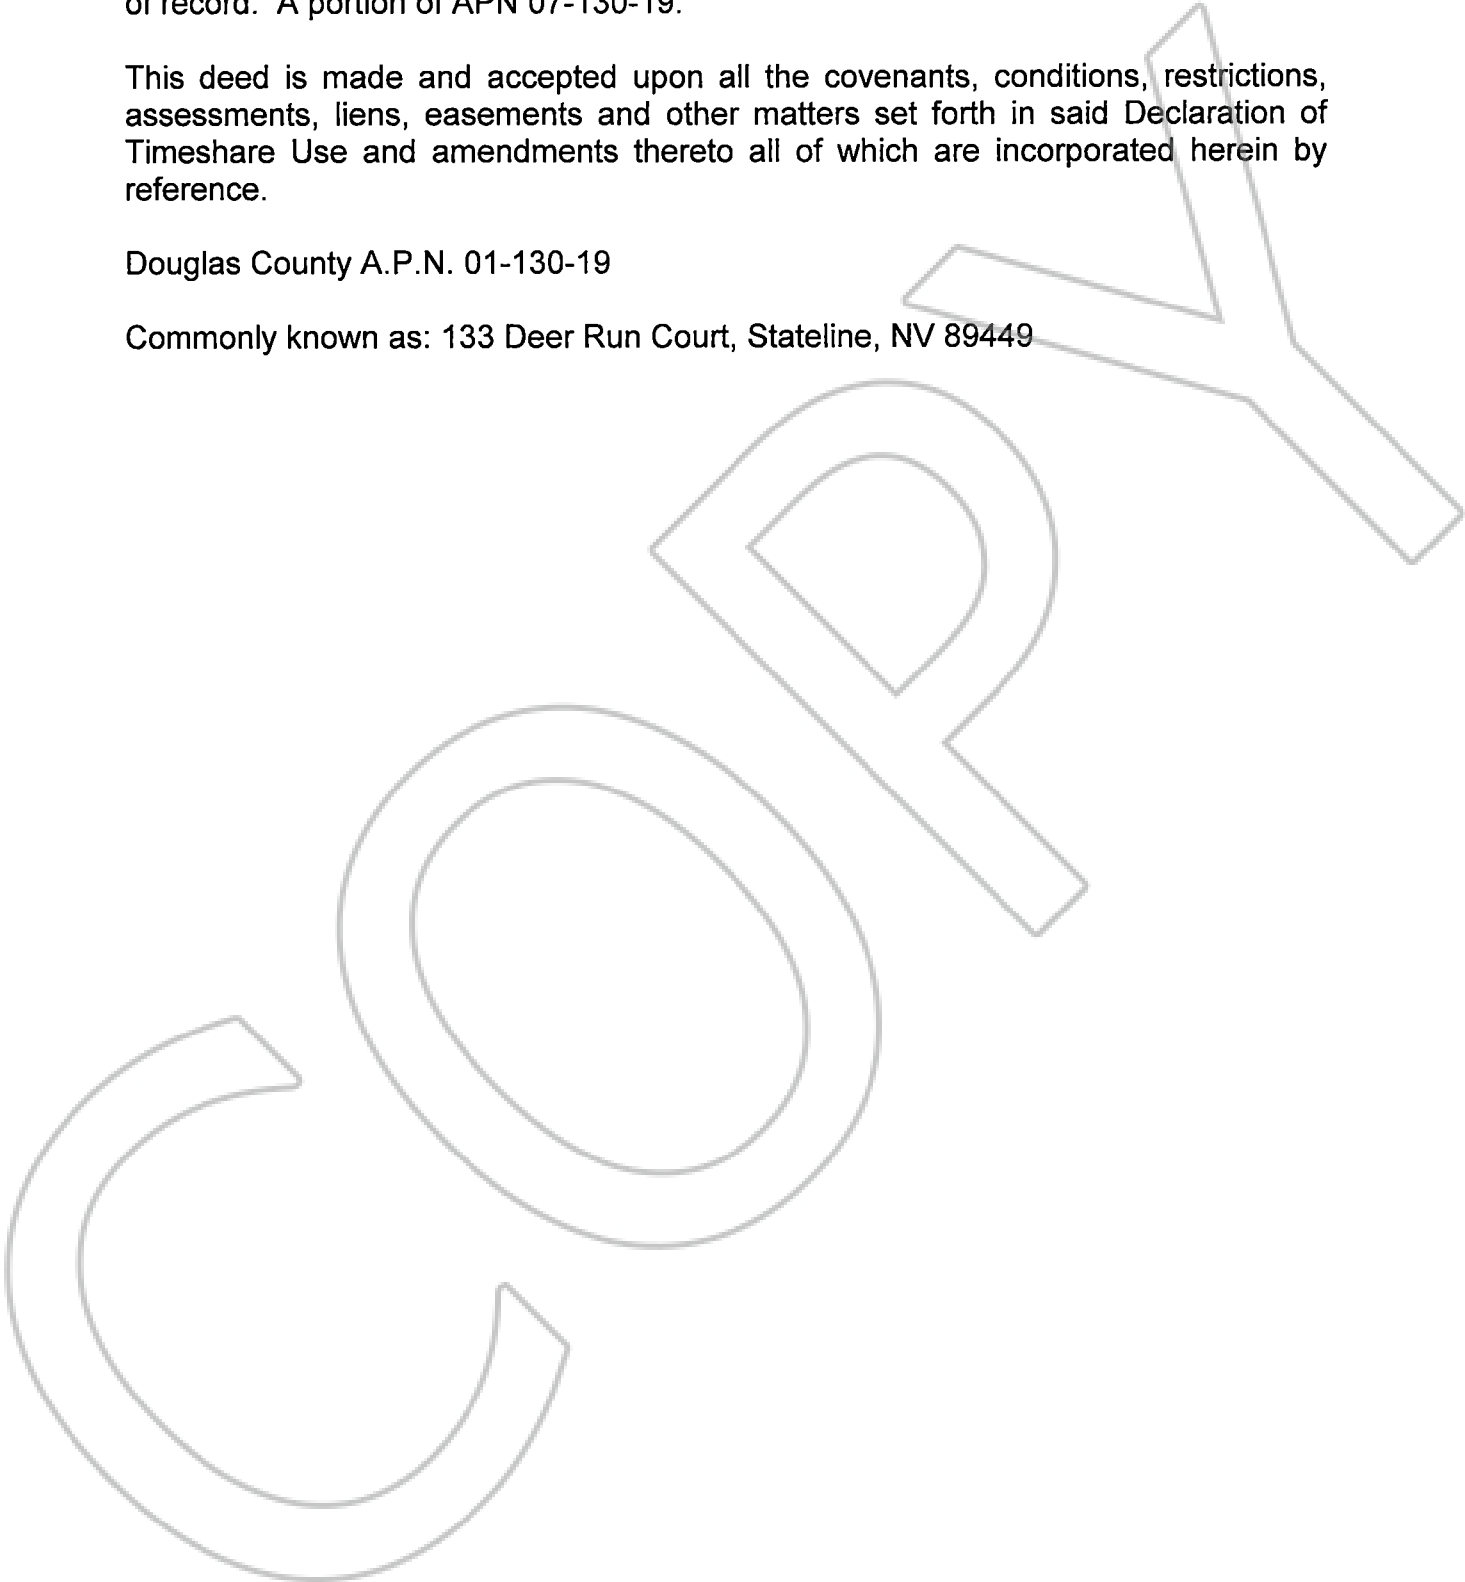 of record.  A portion of APN 07-130-19.
This deed is made and accepted upon all the covenants, conditions, restrictions,
assessments, liens, easements and other matters set forth in said Declaration of
Timeshare Use and amendments thereto all of which are incorporated herein by
reference.
Douglas County A.P.N. 01-130-19
Commonly known as: 133 Deer Run Court, Stateline, NV 89449
COPY